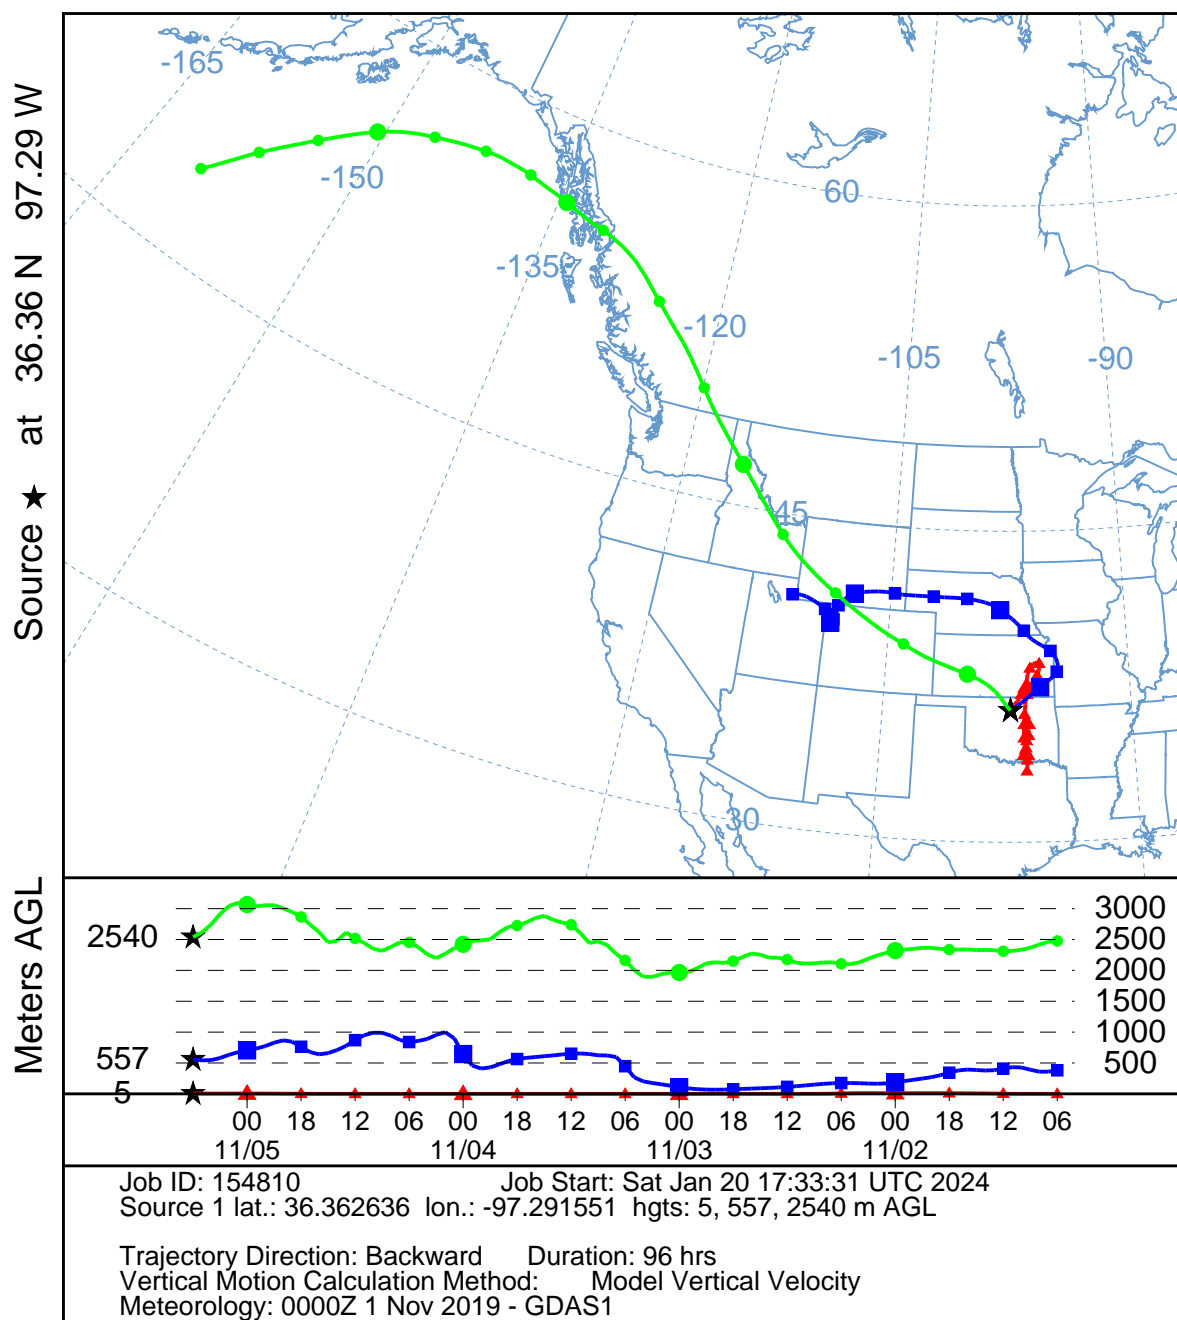 Source ★ at 36.36 N 97.29 W
-165
-150
60
-135
-120
-105
-90
45
30
Meters AGL
3000
2540
2500
2000
1500
1000
557
500
5
00 18 12 06 00 18 12 06 00 18 12 06 00 18 12 06
11/05 11/04 11/03 11/02
Job ID: 154810 Job Start: Sat Jan 20 17:33:31 UTC 2024
Source 1 lat.: 36.362636 lon.: -97.291551 hgts: 5, 557, 2540 m AGL
Trajectory Direction: Backward Duration: 96 hrs
Vertical Motion Calculation Method: Model Vertical Velocity
Meteorology: 0000Z 1 Nov 2019 - GDAS1